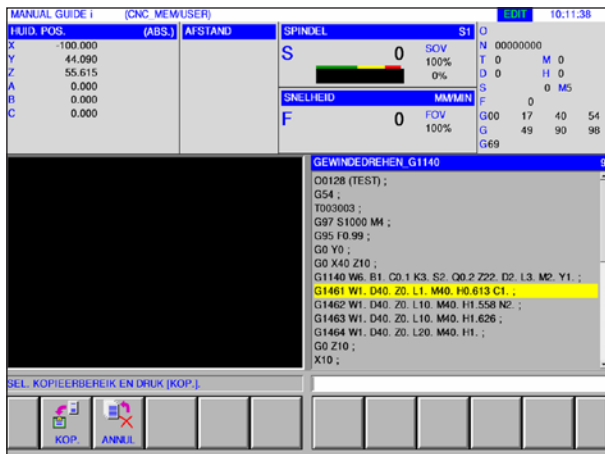 MANUAL GUIDE i (CNC_MEM/USER) EDIT 10:11:38
HUID. POS. (ABS.) AFSTAND
X -100.000
Y 44.090
Z 55.615
A 0.000
B 0.000
C 0.000
SPINDEL S1
S 0 SOV 100% 0%
SNELHEID MM/MIN
F 0 FOV 100%
O
N 00000000
T 0 M 0
D 0 H 0
S 0 M5
F 0
G00 17 40 54
G 49 90 98
G69
GEWINDEDREHEN_G1140 9
O0128 (TEST) ;
G54 ;
T003003 ;
G97 S1000 M4 ;
G95 F0.99 ;
G0 Y0 ;
G0 X40 Z10 ;
G1140 W6. B1. C0.1 K3. S2. Q0.2 Z22. D2. L3. M2. Y1. ;
G1461 W1. D40. Z0. L1. M40. H0.613 C1. ;
G1462 W1. D40. Z0. L10. M40. H1.558 N2. ;
G1463 W1. D40. Z0. L10. M40. H1.626 ;
G1464 W1. D40. Z0. L20. M40. H1. ;
G0 Z10 ;
X10 ;
SEL. KOPIEERBEREIK EN DRUK [KOP.].
KOP. ANNUL